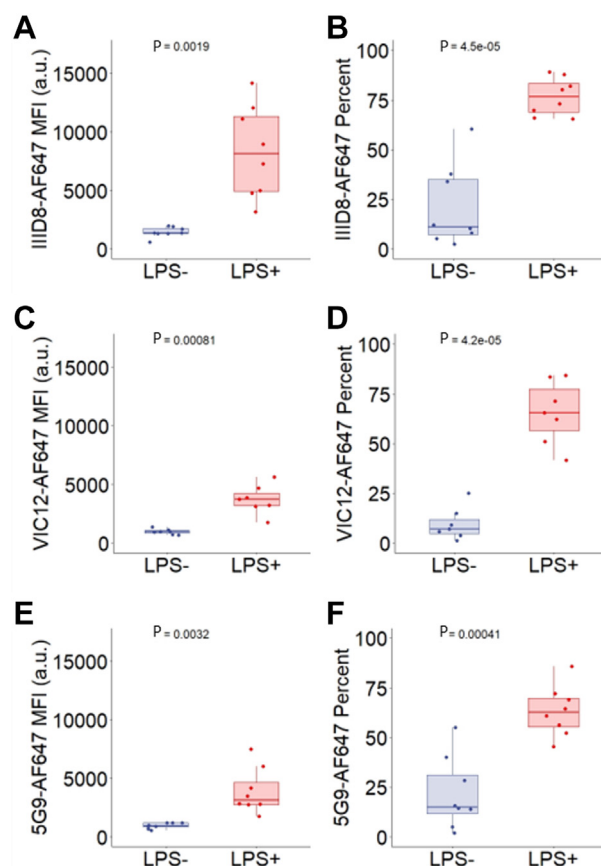 A
P = 0.0019
IIID8-AF647 MFI (a.u.)
15000
10000
5000
0
LPS-
LPS+
B
P = 4.5e-05
IIID8-AF647 Percent
100
75
50
25
0
LPS-
LPS+
C
P = 0.00081
VIC12-AF647 MFI (a.u.)
15000
10000
5000
0
LPS-
LPS+
D
P = 4.2e-05
VIC12-AF647 Percent
100
75
50
25
0
LPS-
LPS+
E
P = 0.0032
5G9-AF647 MFI (a.u.)
15000
10000
5000
0
LPS-
LPS+
F
P = 0.00041
5G9-AF647 Percent
100
75
50
25
0
LPS-
LPS+